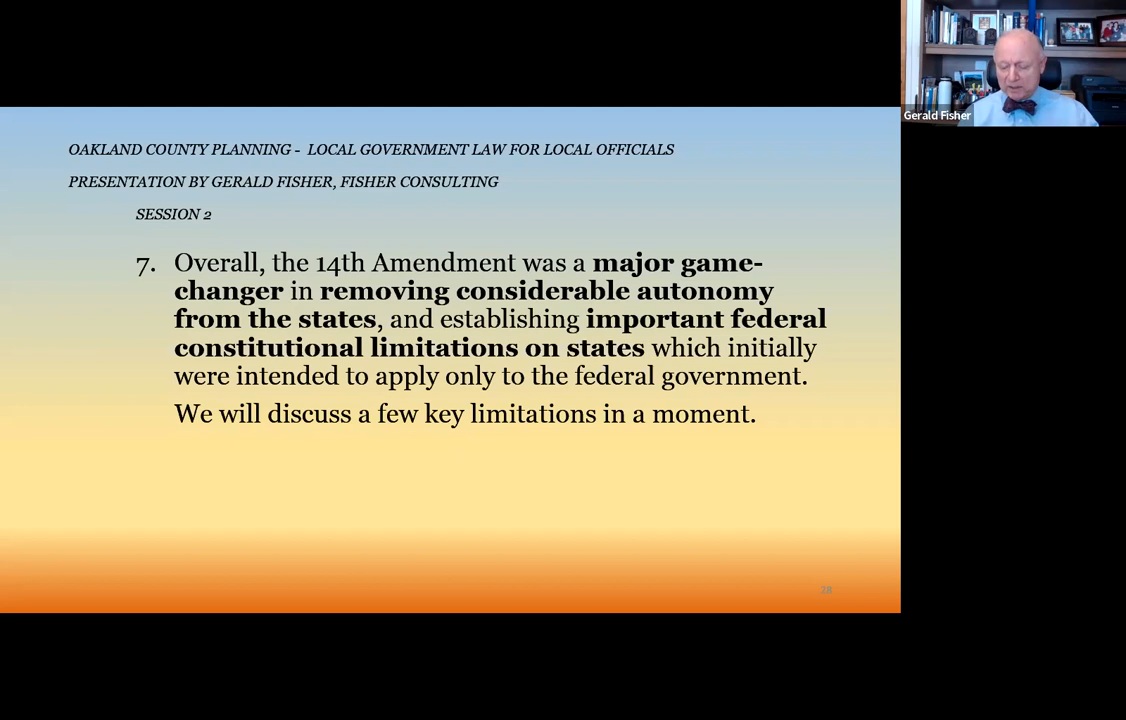 Gerald Fisher
OAKLAND COUNTY PLANNING - LOCAL GOVERNMENT LAW FOR LOCAL OFFICIALS
PRESENTATION BY GERALD FISHER, FISHER CONSULTING
SESSION 2
7. Overall, the 14th Amendment was a major game-
changer in removing considerable autonomy
from the states, and establishing important federal
constitutional limitations on states which initially
were intended to apply only to the federal government.
We will discuss a few key limitations in a moment.
28